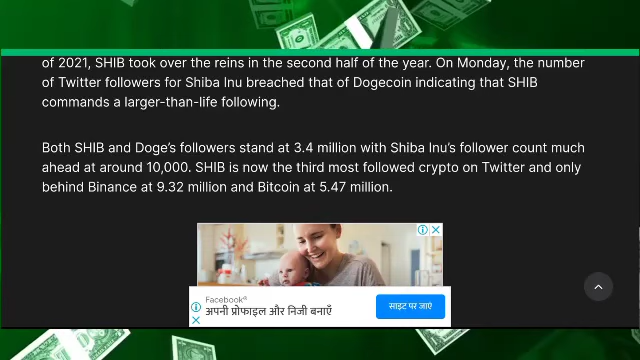 of 2021, SHIB took over the reins in the second half of the year. On Monday, the number
of Twitter followers for Shiba Inu breached that of Dogecoin indicating that SHIB
commands a larger-than-life following.
Both SHIB and Doge's followers stand at 3.4 million with Shiba Inu's follower count much
ahead at around 10,000. SHIB is now the third most followed crypto on Twitter and only
behind Binance at 9.32 million and Bitcoin at 5.47 million.
Facebook®
अपनी प्रोफाइल और निजी बनाएँ
साइट पर जाएं